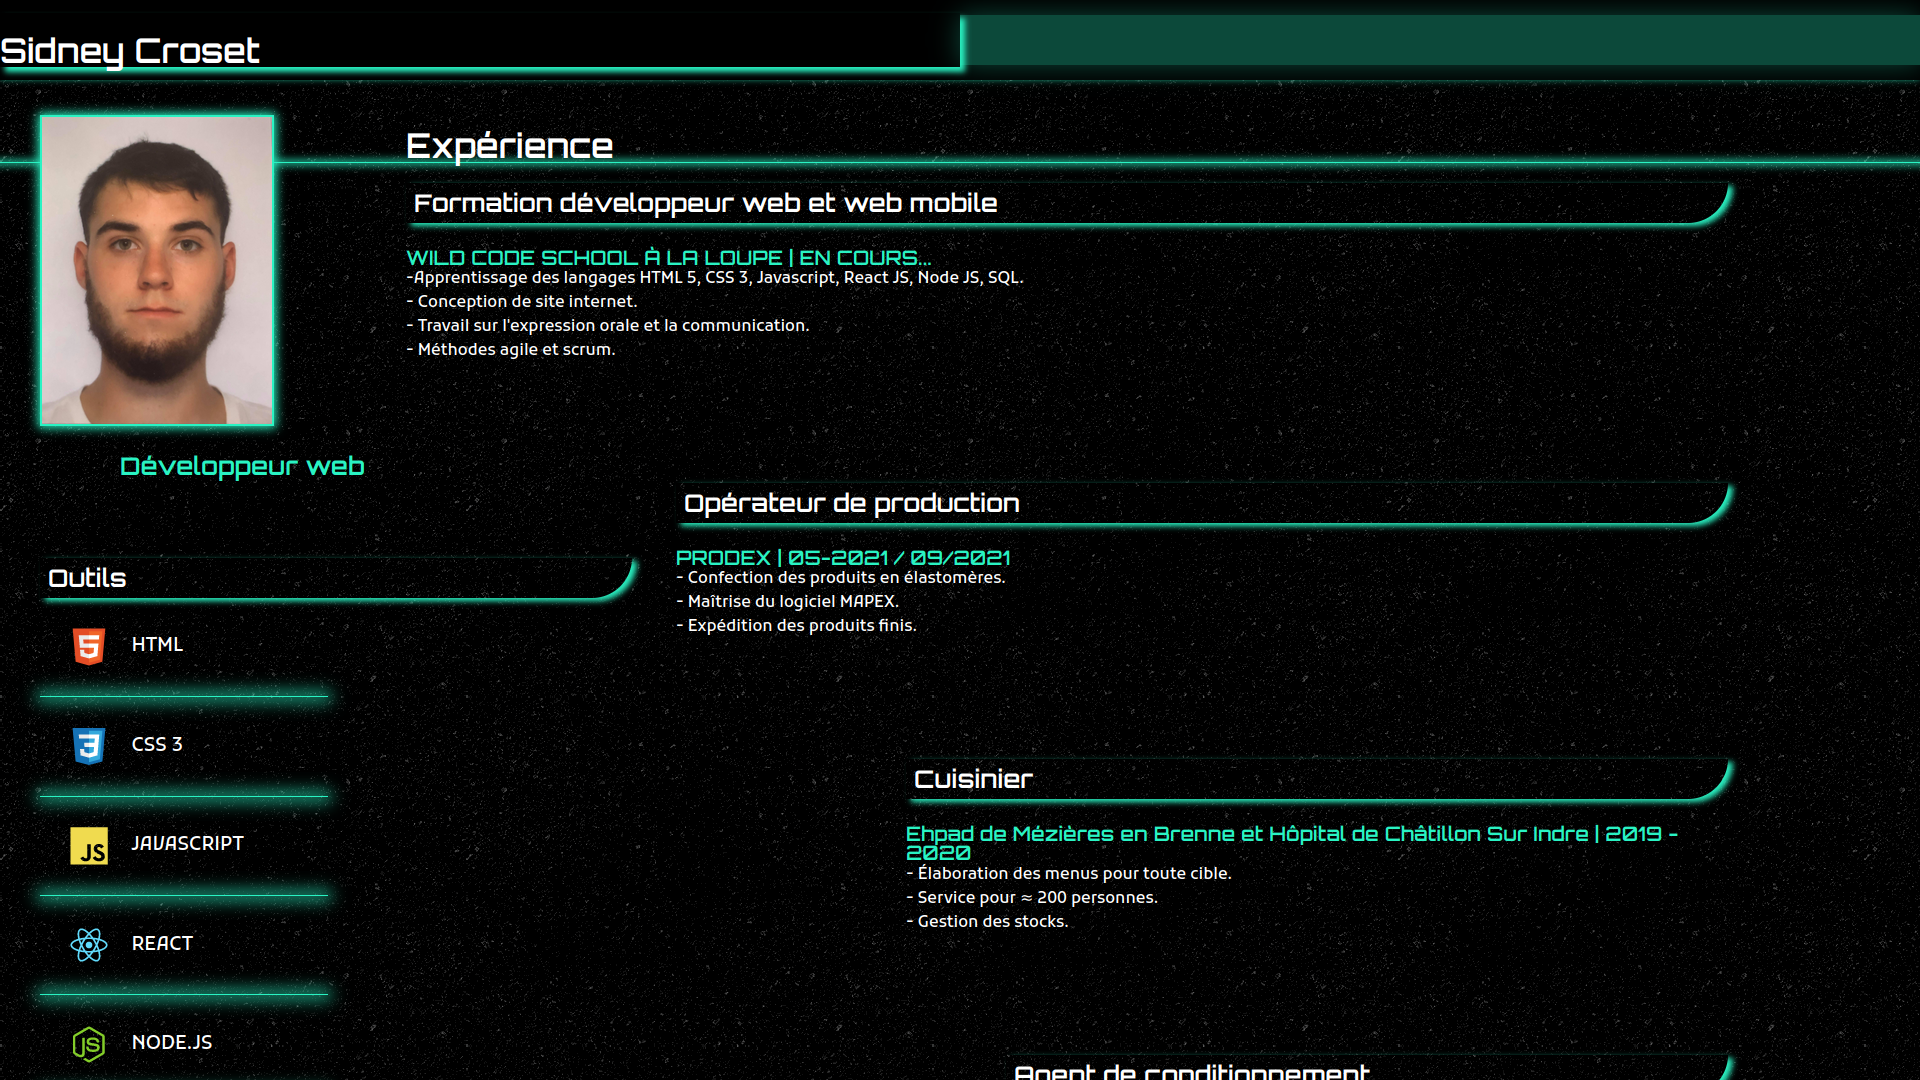 Sidney Croset
Expérience
Formation développeur web et web mobile
WILD CODE SCHOOL À LA LOUPE | EN COURS...
-Apprentissage des langages HTML 5, CSS 3, Javascript, React JS, Node JS, SQL.
- Conception de site internet.
- Travail sur l'expression orale et la communication.
- Méthodes agile et scrum.
Développeur web
Opérateur de production
PRODEX | 05-2021 / 09/2021
- Confection des produits en élastomères.
- Maîtrise du logiciel MAPEX.
- Expédition des produits finis.
Outils
HTML
CSS 3
JS
JAVASCRIPT
REACT
JS
NODE.JS
Cuisinier
Ehpad de Mézières en Brenne et Hôpital de Châtillon Sur Indre | 2019 -
2020
- Élaboration des menus pour toute cible.
- Service pour ≈ 200 personnes.
- Gestion des stocks.
Agent de conditionnement